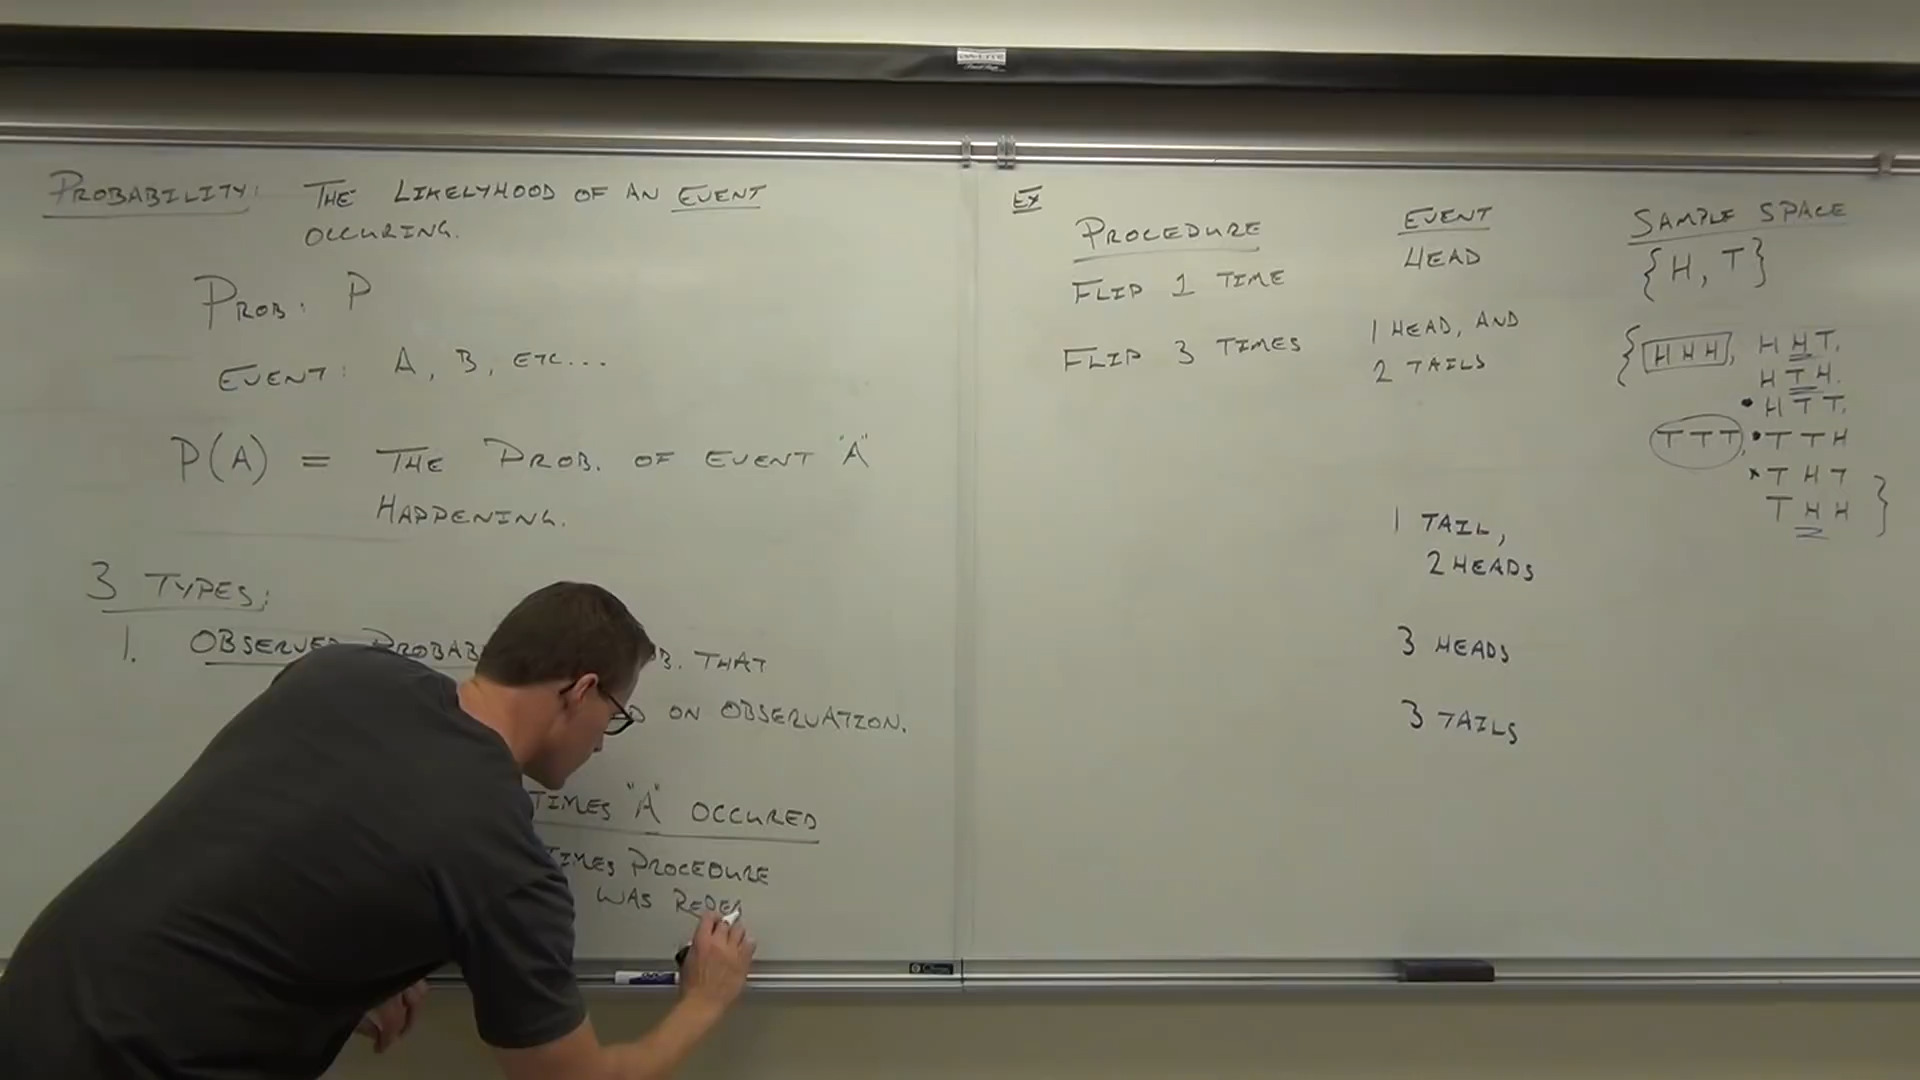 PROBABILITY: THE LIKELYHOOD OF AN EVENT
OCCURING.
PROB: P
EVENT: A, B, ETC...
P(A) = THE PROB. OF EVENT "A"
HAPPENING.
3 TYPES:
1. OBSERVED PROBAB B. THAT
D ON OBSERVATION.
TIMES "A" OCCURED
TIMES PROCEDURE
WAS REPEA
EX
PROCEDURE EVENT SAMPLE SPACE
FLIP 1 TIME HEAD {H, T}
FLIP 3 TIMES 1 HEAD, AND
2 TAILS
{HHH, HHT,
HTH,
• HTT,
TTT, • TTH
THT
THH }
1 TAIL,
2 HEADS
3 HEADS
3 TAILS